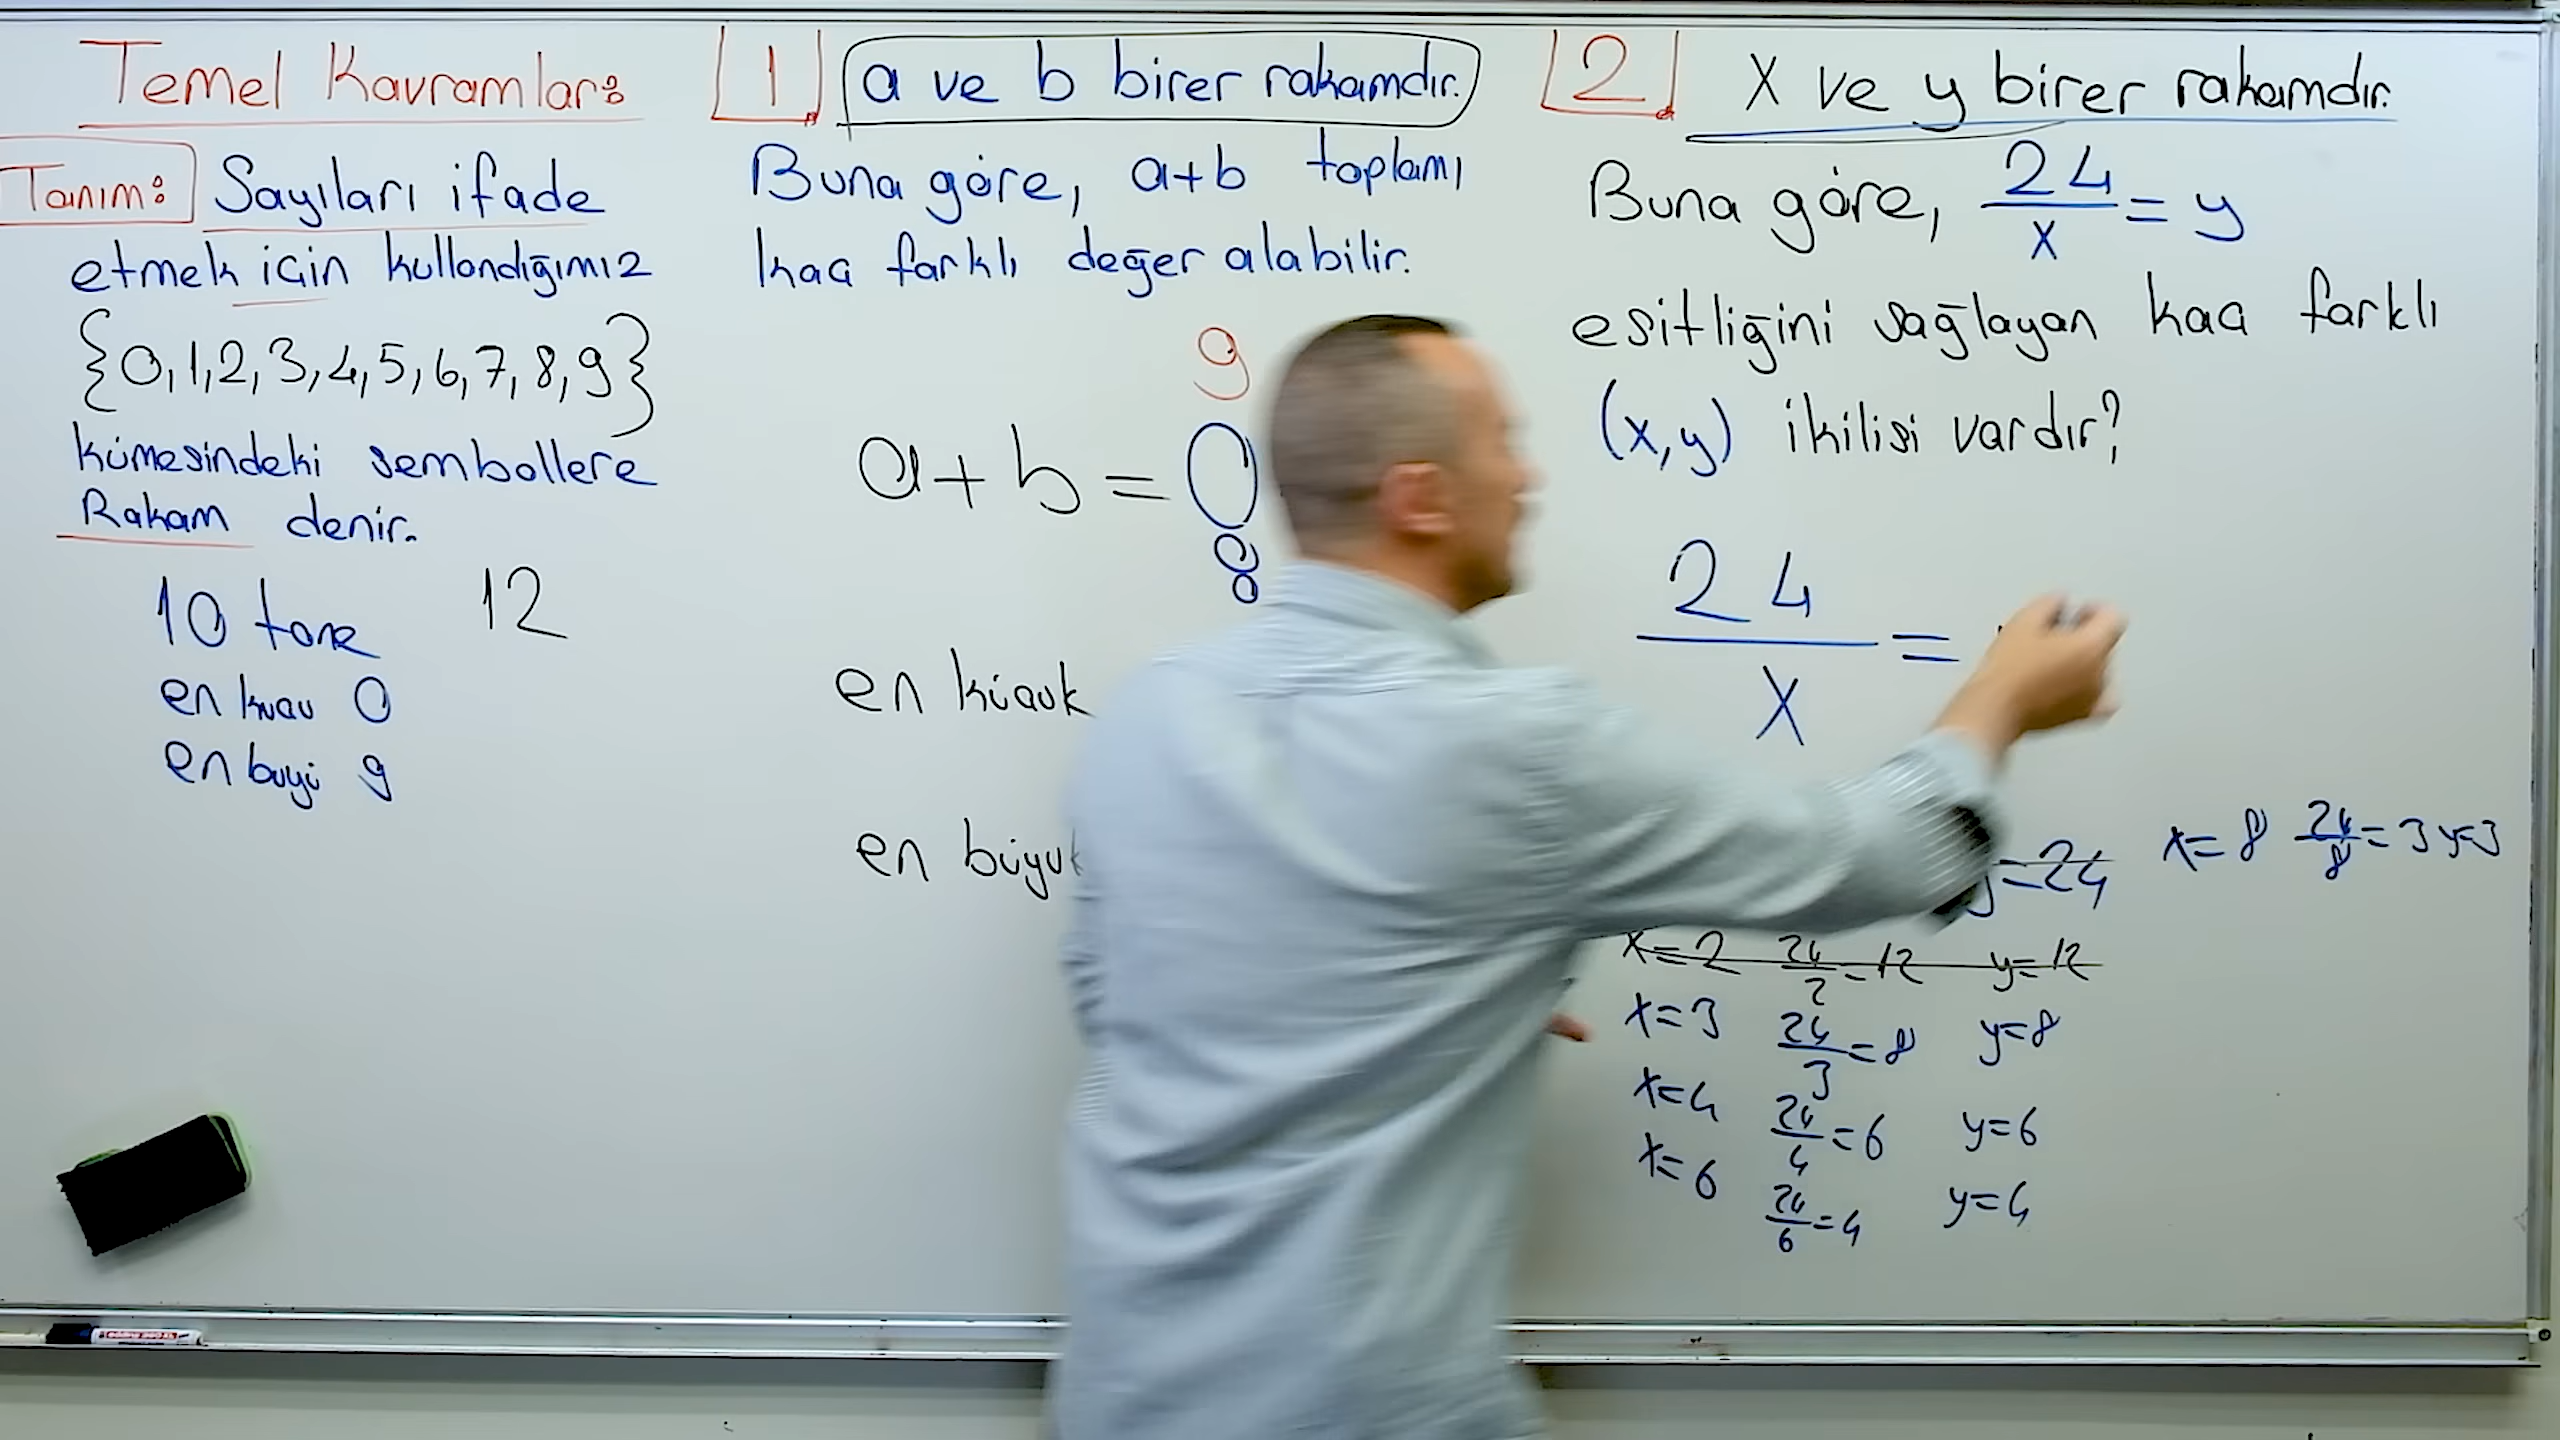 Temel Kavramlar:
Tanım: Sayıları ifade
etmek için kullandığımız
{0,1,2,3,4,5,6,7,8,9}
kümesindeki sembollere
Rakam denir.
10 tane 12
en kuau 0
en buyü 9
1 a ve b birer rakamdır.
Buna göre, a+b toplamı
kaç farklı değer alabilir.
9
a+b=0
en küçük
en büyük
2 x ve y birer rakamdır.
Buna göre, 24/x = y
eşitliğini sağlayan kaç farklı
(x,y) ikilisi vardır?
24/x =
=24
x=2 24/2=12 y=12
x=3 24/3=8 y=8
x=4 24/4=6 y=6
x=6 24/6=4 y=4
x=8 24/8=3 y=3